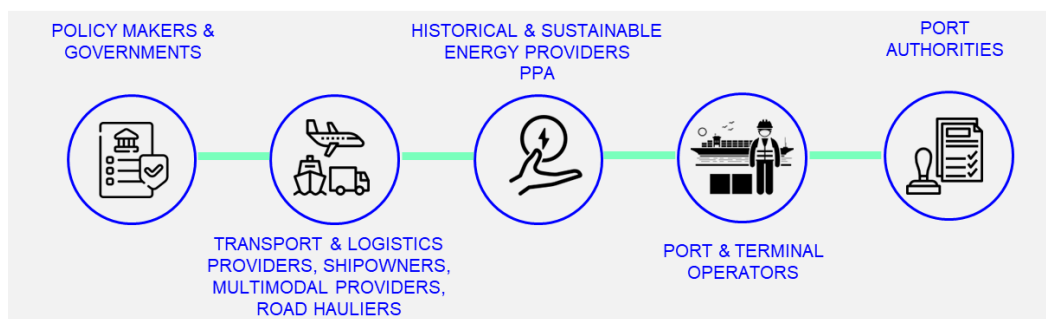 POLICY MAKERS &
GOVERNMENTS
TRANSPORT & LOGISTICS
PROVIDERS, SHIPOWNERS,
MULTIMODAL PROVIDERS,
ROAD HAULIERS
HISTORICAL & SUSTAINABLE
ENERGY PROVIDERS
PPA
PORT & TERMINAL
OPERATORS
PORT
AUTHORITIES